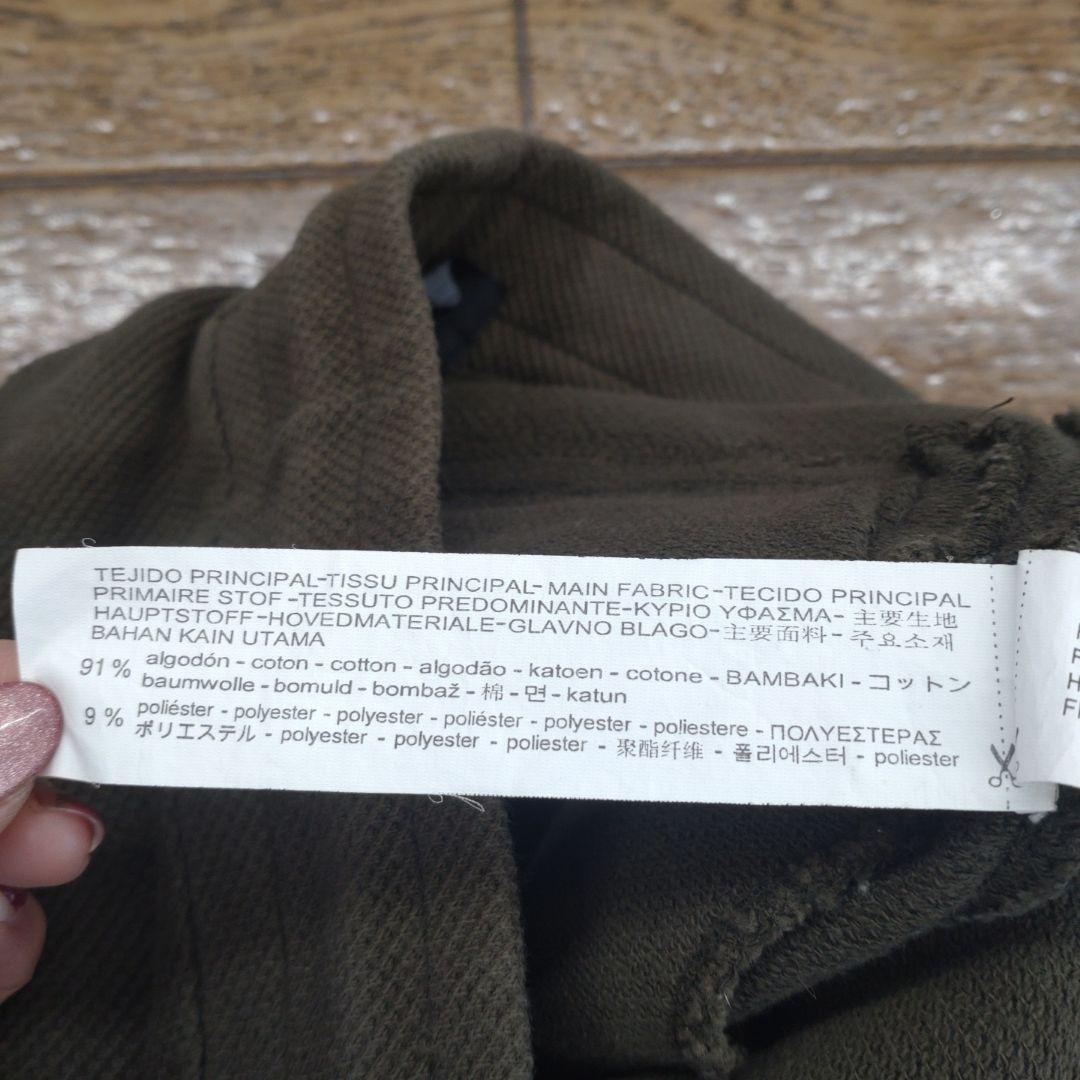 TEJIDO PRINCIPAL-TISSU PRINCIPAL- MAIN FABRIC-TECIDO PRINCIPAL
PRIMAIRE STOF -TESSUTO PREDOMINANTE-ΚΥΡΙΟ ΥΦΑΣΜΑ- 主要生地
HAUPTSTOFF-HOVEDMATERIALE-GLAVNO BLAGO-主要面料- 주요소재
BAHAN KAIN UTAMA
91 % algodón - coton - cotton - algodão - katoen - cotone - BAMBAKI - コットン
baumwolle - bomuld - bombaž - 棉 - 면 - katun
9 % poliéster - polyester - polyester - poliéster - polyester - poliestere - ΠΟΛΥΕΣΤΕΡΑΣ
ポリエステル - polyester - polyester - poliester - 聚酯纤维 - 폴리에스터 - poliester